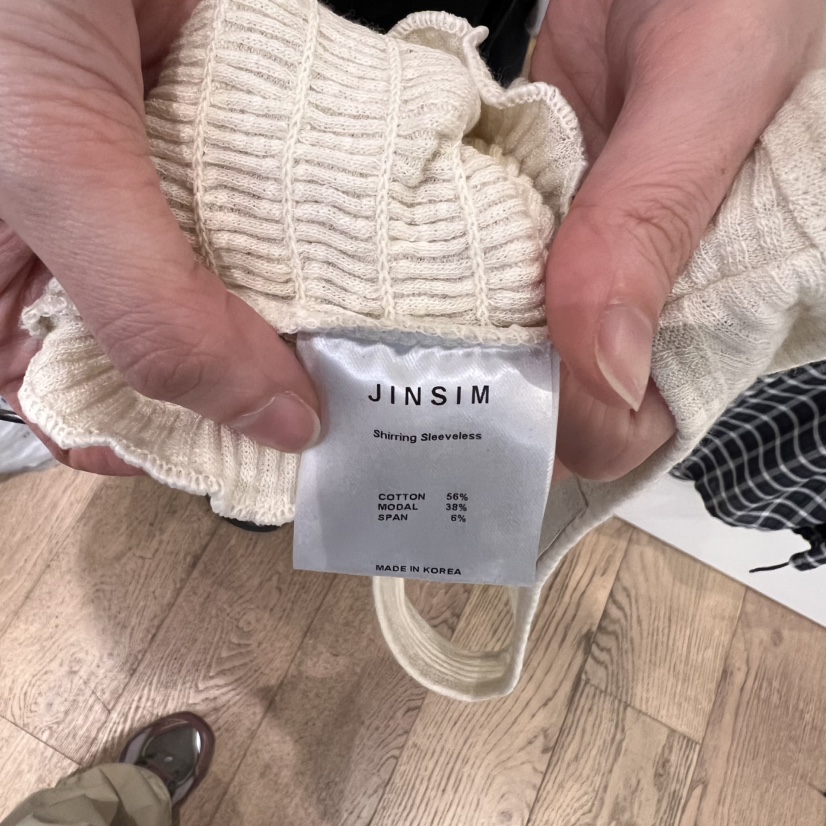 JINSIM
Shirring Sleeveless
COTTON 56%
MODAL 38%
SPAN 6%
MADE IN KOREA